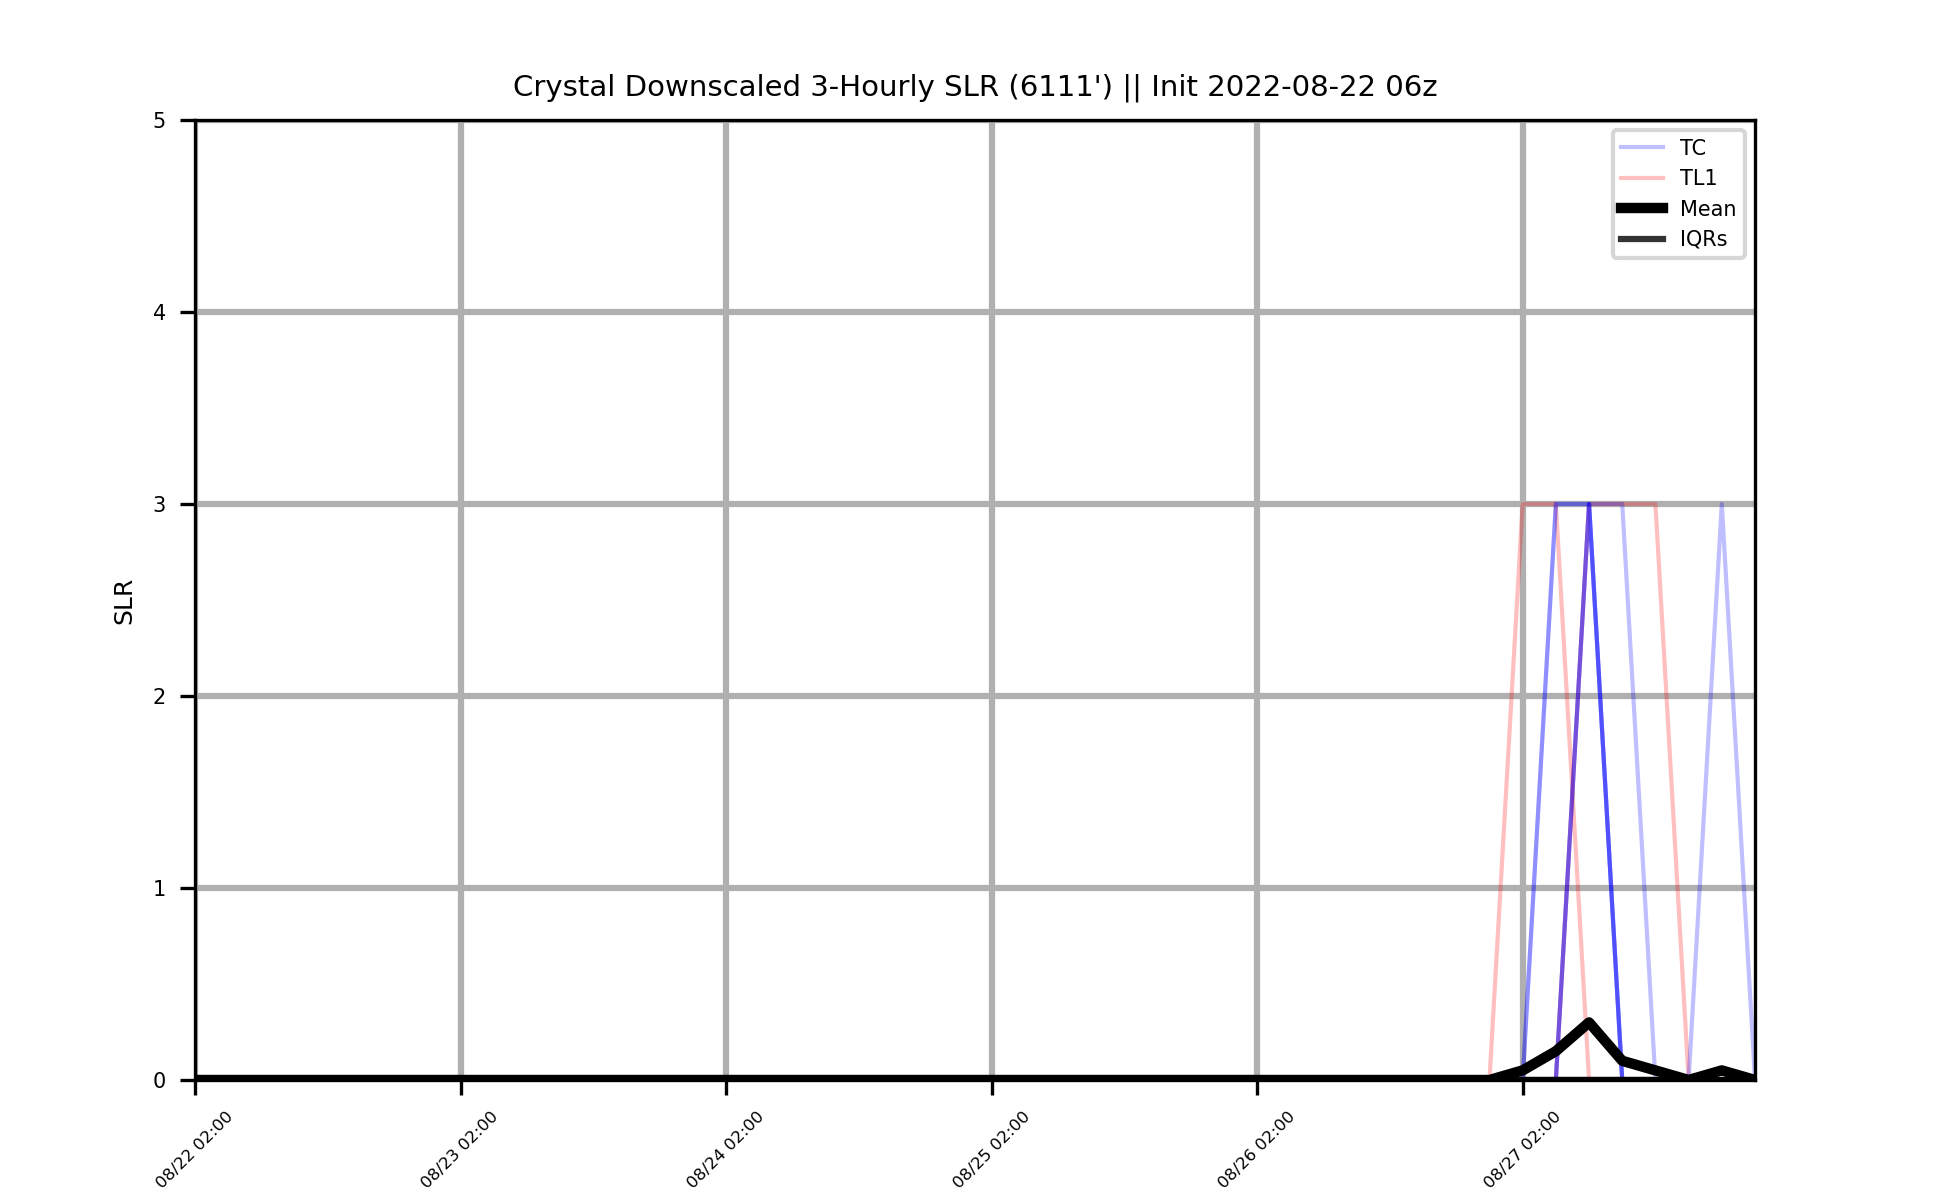 Crystal Downscaled 3-Hourly SLR (6111') || Init 2022-08-22 06z
TC
TL1
Mean
IQRs
5
4
3
2
1
0
SLR
08/22 02:00
08/23 02:00
08/24 02:00
08/25 02:00
08/26 02:00
08/27 02:00